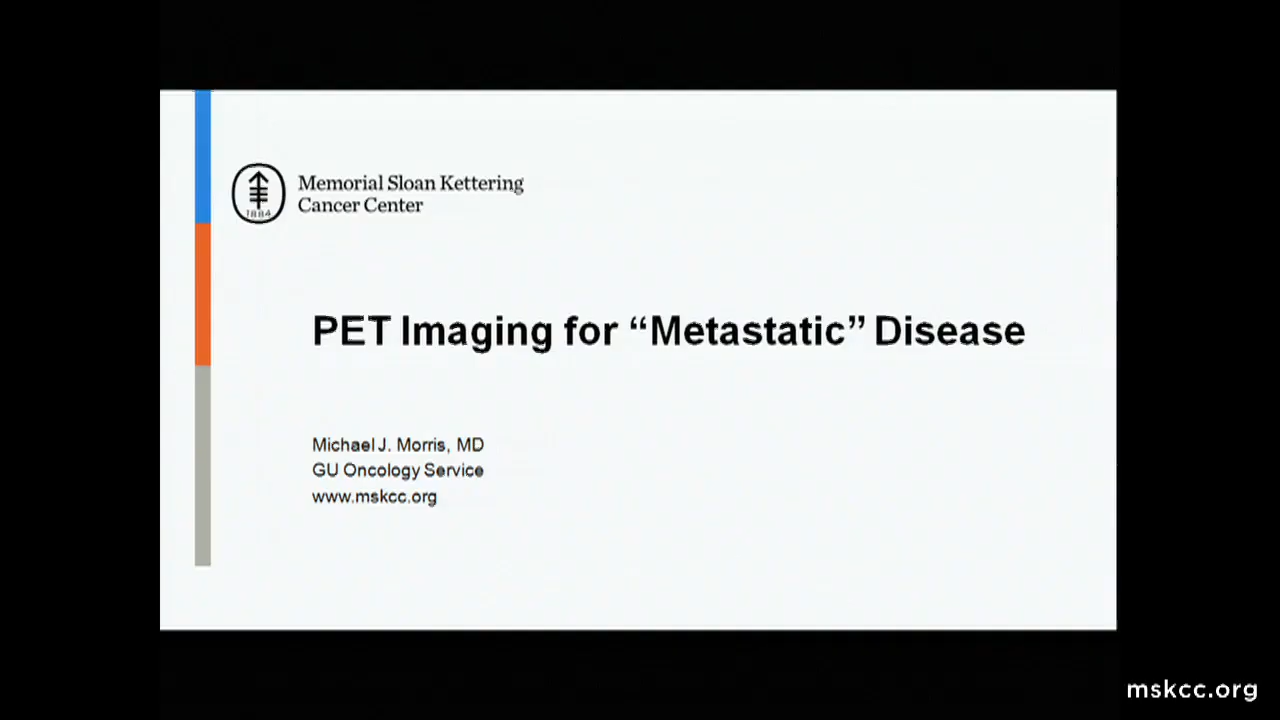 Memorial Sloan Kettering
Cancer Center
1884
PET Imaging for “Metastatic” Disease
Michael J. Morris, MD
GU Oncology Service
www.mskcc.org
mskcc.org